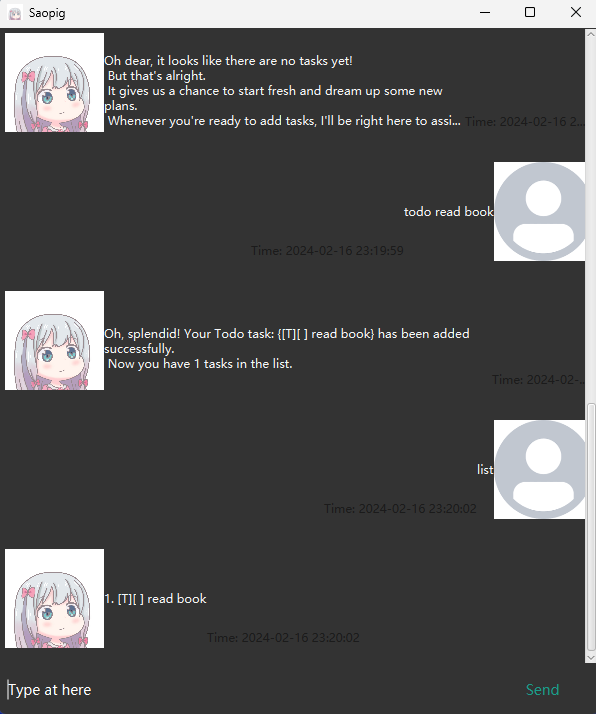 Saopig
Oh dear, it looks like there are no tasks yet!
But that's alright.
It gives us a chance to start fresh and dream up some new
plans.
Whenever you're ready to add tasks, I'll be right here to assi...
Time: 2024-02-16 2...
todo read book
Time: 2024-02-16 23:19:59
Oh, splendid! Your Todo task: {[T][ ] read book} has been added
successfully.
Now you have 1 tasks in the list.
Time: 2024-02-...
list
Time: 2024-02-16 23:20:02
1. [T][ ] read book
Time: 2024-02-16 23:20:02
Type at here
Send